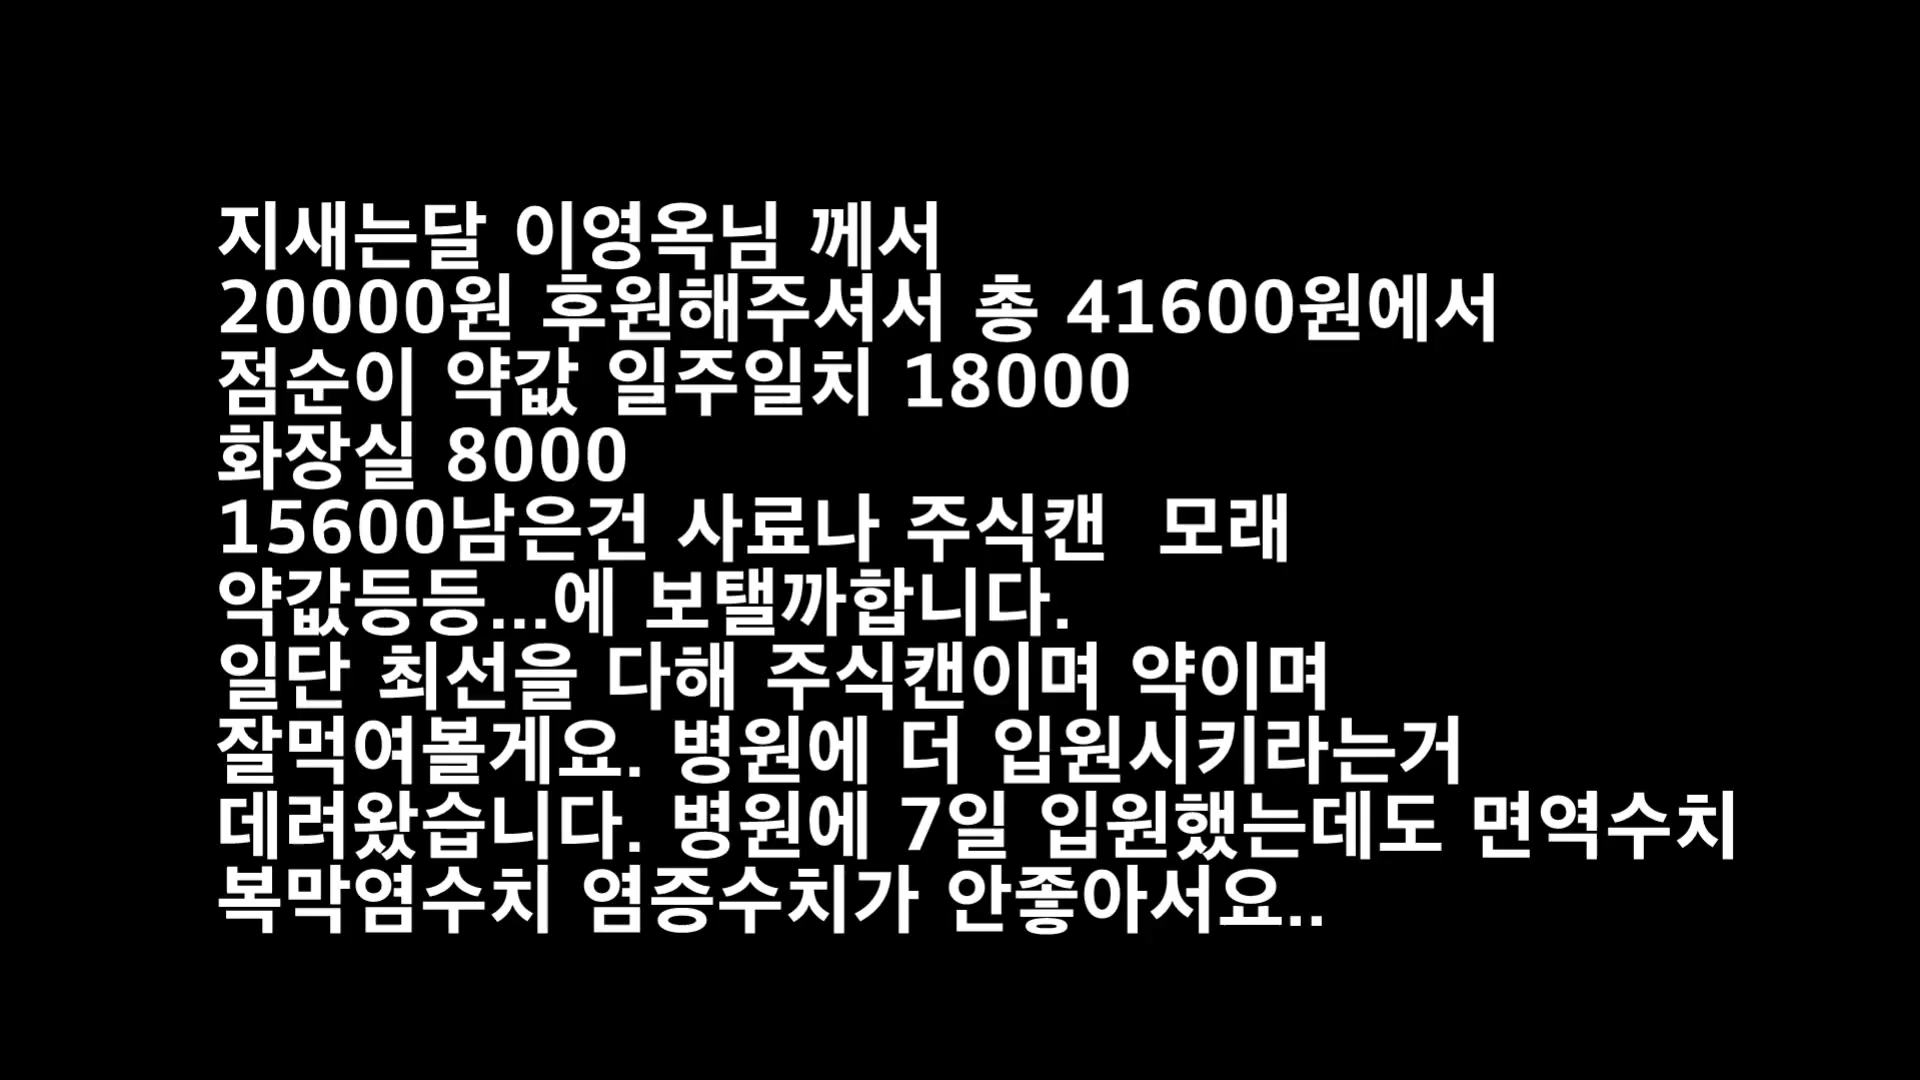 지새는달 이영옥님 께서
20000원 후원해주셔서 총 41600원에서
점순이 약값 일주일치 18000
화장실 8000
15600남은건 사료나 주식캔  모래
약값등등...에 보탤까합니다.
일단 최선을 다해 주식캔이며 약이며
잘먹여볼게요. 병원에 더 입원시키라는거
데려왔습니다. 병원에 7일 입원했는데도 면역수치
복막염수치 염증수치가 안좋아서요..